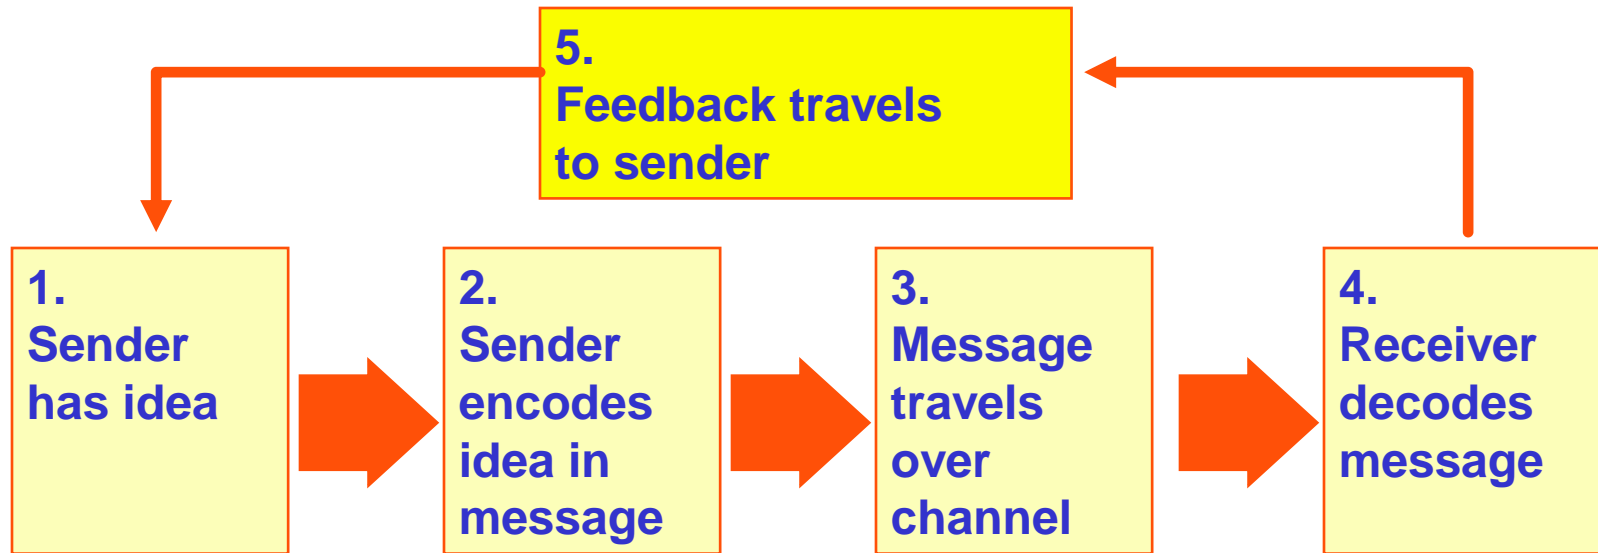 5.
Feedback travels
to sender
1.
Sender
has idea
2.
Sender
encodes
idea in
message
3.
Message
travels
over
channel
4.
Receiver
decodes
message